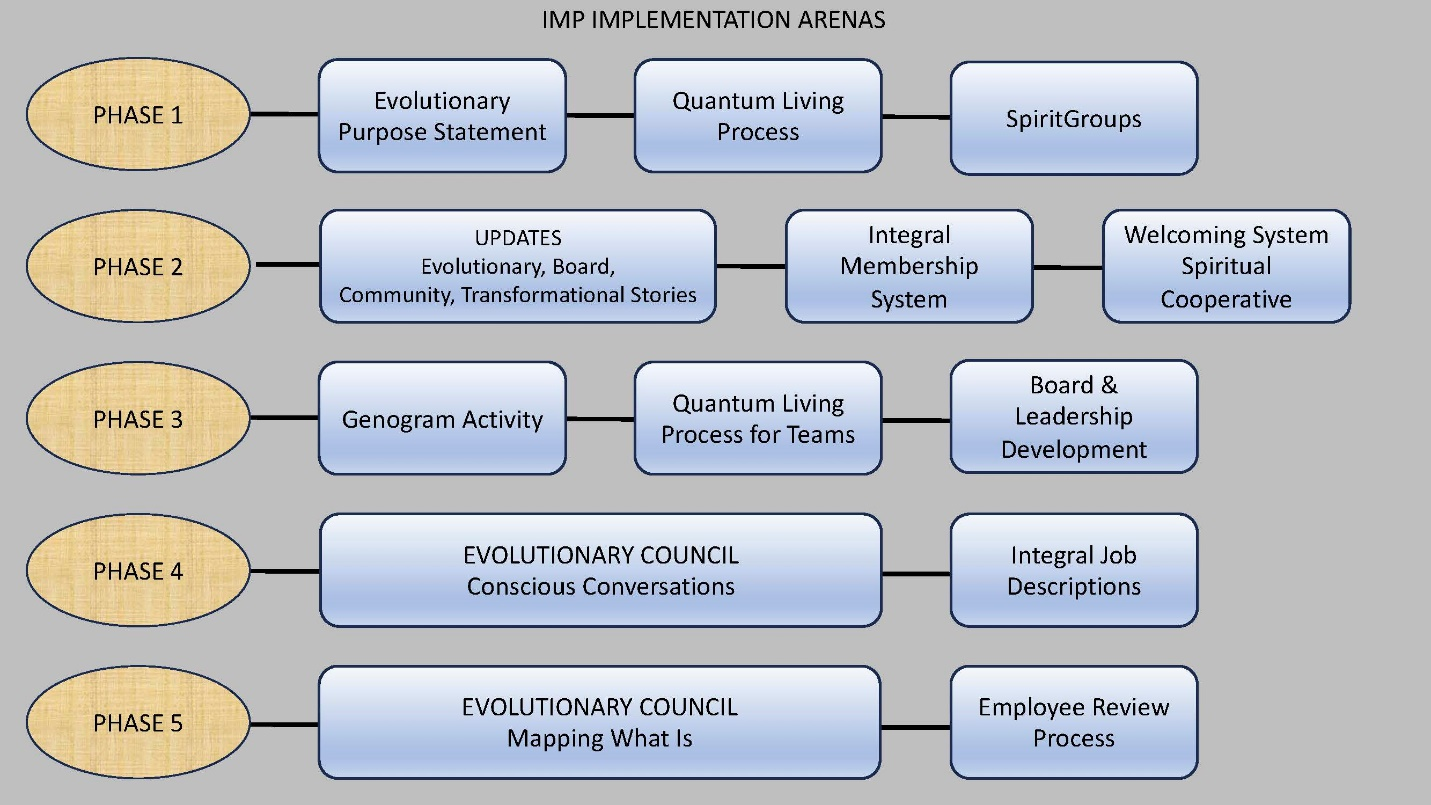 IMP IMPLEMENTATION ARENAS
PHASE 1
Evolutionary
Purpose Statement
Quantum Living
Process
SpiritGroups
PHASE 2
UPDATES
Evolutionary, Board,
Community, Transformational Stories
Integral
Membership
System
Welcoming System
Spiritual
Cooperative
PHASE 3
Genogram Activity
Quantum Living
Process for Teams
Board &
Leadership
Development
PHASE 4
EVOLUTIONARY COUNCIL
Conscious Conversations
Integral Job
Descriptions
PHASE 5
EVOLUTIONARY COUNCIL
Mapping What Is
Employee Review
Process